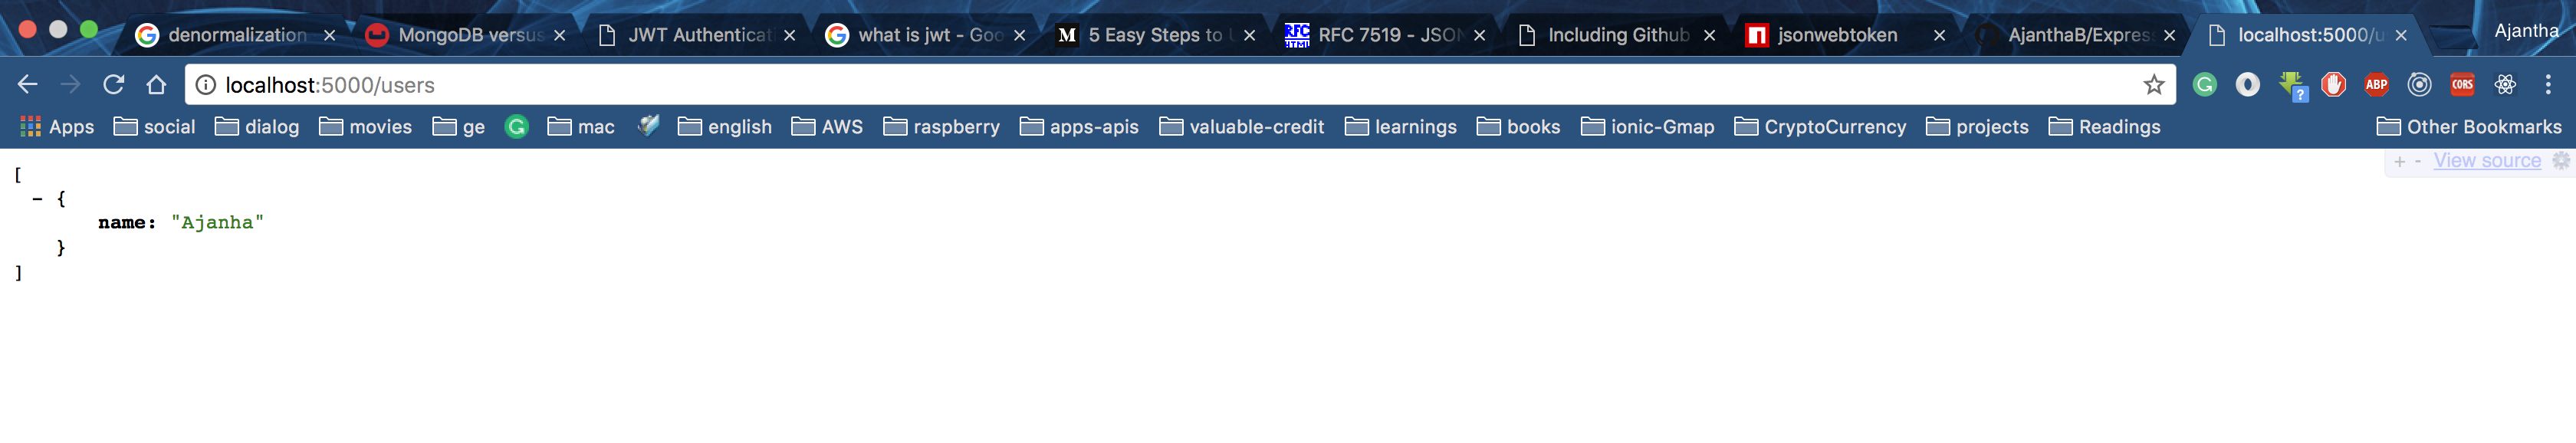 denormalization MongoDB versus JWT Authenticati what is jwt - Goo 5 Easy Steps to U RFC 7519 - JSON Including Github jsonwebtoken AjanthaB/Express localhost:5000/u Ajantha
localhost:5000/users
Apps social dialog movies ge mac english AWS raspberry apps-apis valuable-credit learnings books ionic-Gmap CryptoCurrency projects Readings Other Bookmarks
+ - View source
[
- {
name: "Ajanha"
}
]